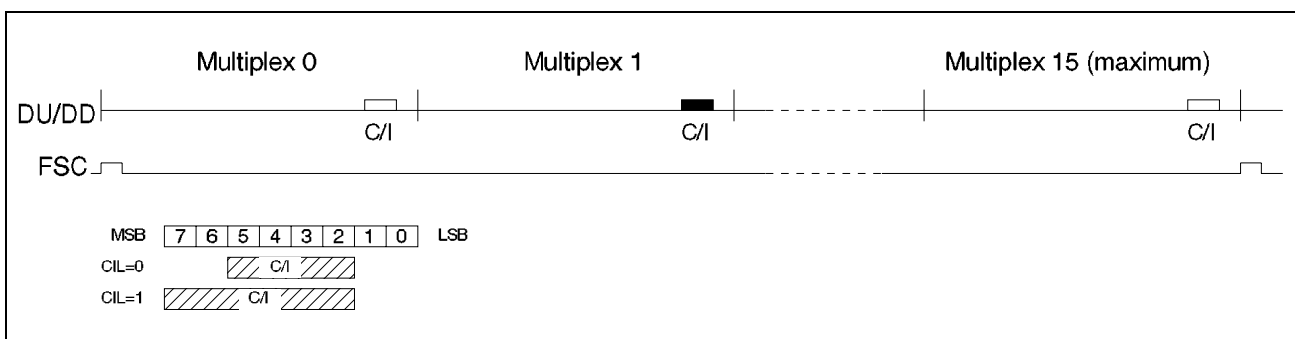 Multiplex 0 Multiplex 1 Multiplex 15 (maximum)
DU/DD
C/I C/I C/I
FSC
MSB 7 6 5 4 3 2 1 0 LSB
CIL=0 C/I
CIL=1 C/I